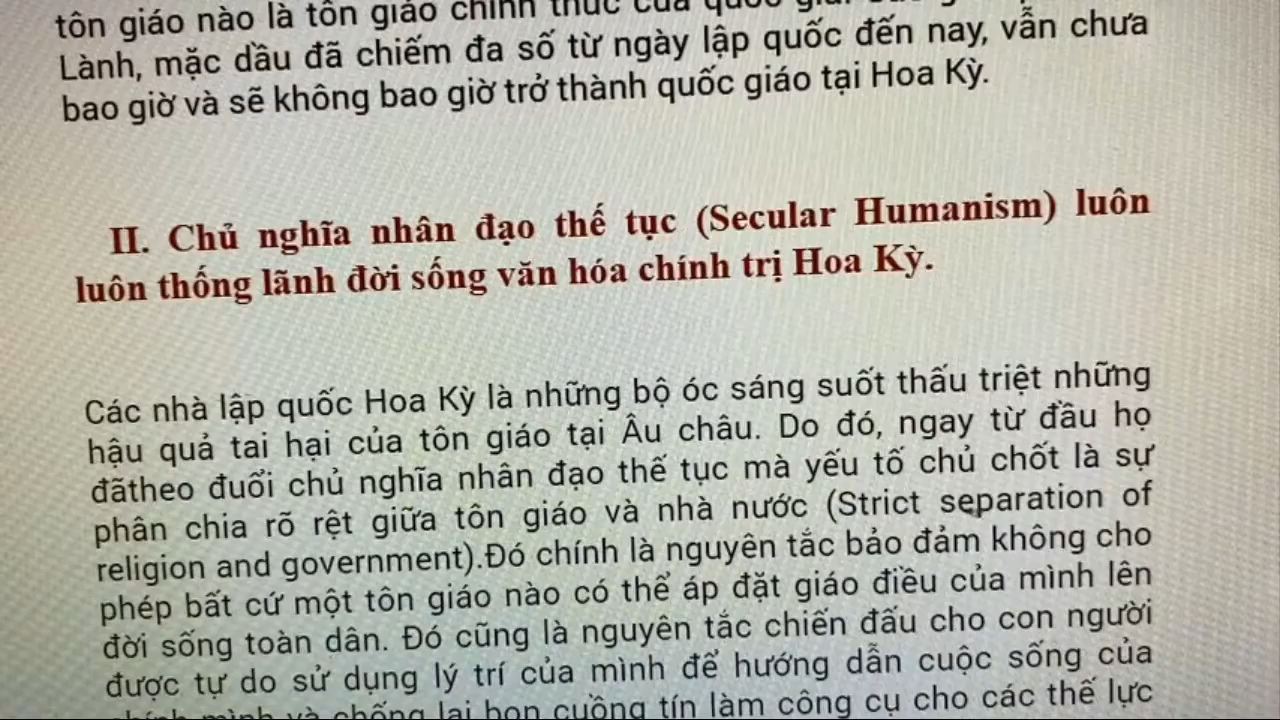 tôn giáo nào là tôn giáo chính thức của quốc gia.
Lành, mặc dầu đã chiếm đa số từ ngày lập quốc đến nay, vẫn chưa
bao giờ và sẽ không bao giờ trở thành quốc giáo tại Hoa Kỳ.
II. Chủ nghĩa nhân đạo thế tục (Secular Humanism) luôn
luôn thống lãnh đời sống văn hóa chính trị Hoa Kỳ.
Các nhà lập quốc Hoa Kỳ là những bộ óc sáng suốt thấu triệt những
hậu quả tai hại của tôn giáo tại Âu châu. Do đó, ngay từ đầu họ
đãtheo đuổi chủ nghĩa nhân đạo thế tục mà yếu tố chủ chốt là sự
phân chia rõ rệt giữa tôn giáo và nhà nước (Strict separation of
religion and government).Đó chính là nguyên tắc bảo đảm không cho
phép bất cứ một tôn giáo nào có thể áp đặt giáo điều của mình lên
đời sống toàn dân. Đó cũng là nguyên tắc chiến đấu cho con người
được tự do sử dụng lý trí của mình để hướng dẫn cuộc sống của
chính mình và chống lại bọn cuồng tín làm công cụ cho các thế lực